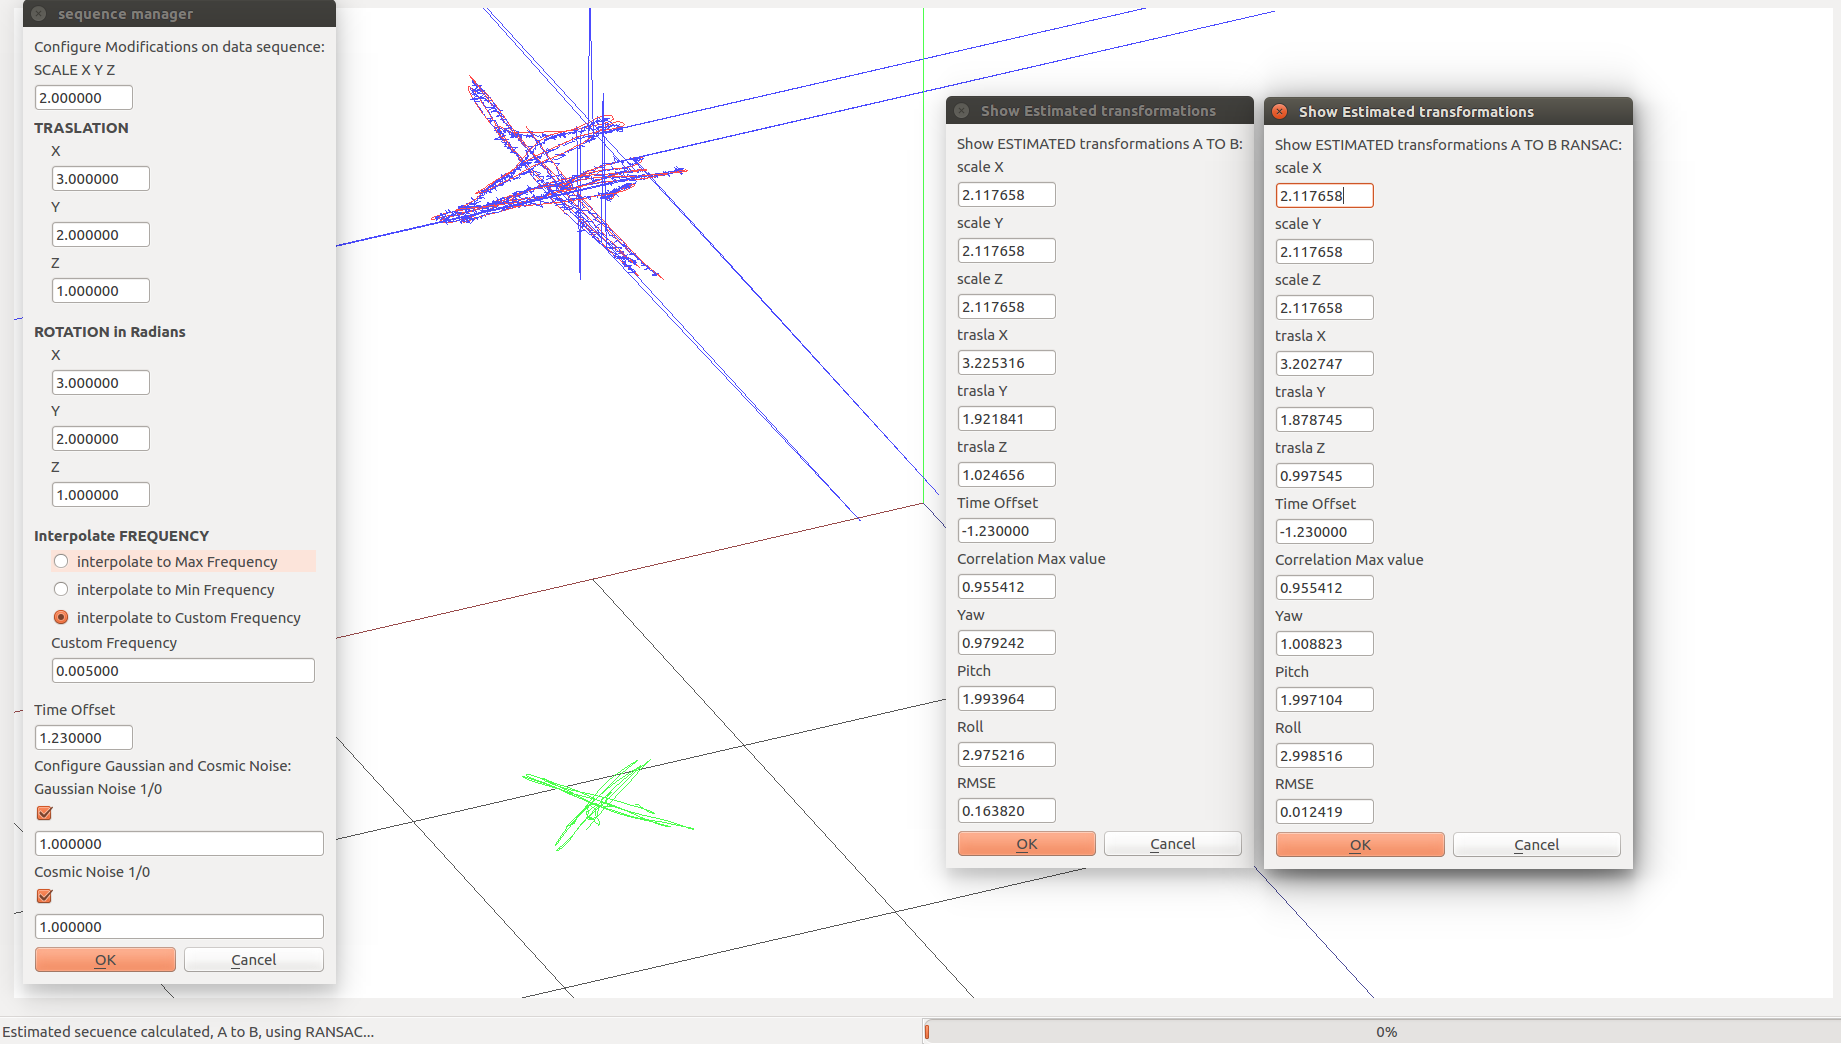 sequence manager
Configure Modifications on data sequence:
SCALE X Y Z
2.000000
TRASLATION
X
3.000000
Y
2.000000
Z
1.000000
ROTATION in Radians
X
3.000000
Y
2.000000
Z
1.000000
Interpolate FREQUENCY
interpolate to Max Frequency
interpolate to Min Frequency
interpolate to Custom Frequency
Custom Frequency
0.005000
Time Offset
1.230000
Configure Gaussian and Cosmic Noise:
Gaussian Noise 1/0
1.000000
Cosmic Noise 1/0
1.000000
OK Cancel
Show Estimated transformations
Show ESTIMATED transformations A TO B:
scale X
2.117658
scale Y
2.117658
scale Z
2.117658
trasla X
3.225316
trasla Y
1.921841
trasla Z
1.024656
Time Offset
-1.230000
Correlation Max value
0.955412
Yaw
0.979242
Pitch
1.993964
Roll
2.975216
RMSE
0.163820
OK Cancel
Show Estimated transformations
Show ESTIMATED transformations A TO B RANSAC:
scale X
2.117658
scale Y
2.117658
scale Z
2.117658
trasla X
3.202747
trasla Y
1.878745
trasla Z
0.997545
Time Offset
-1.230000
Correlation Max value
0.955412
Yaw
1.008823
Pitch
1.997104
Roll
2.998516
RMSE
0.012419
OK Cancel
Estimated secuence calculated, A to B, using RANSAC...
0%